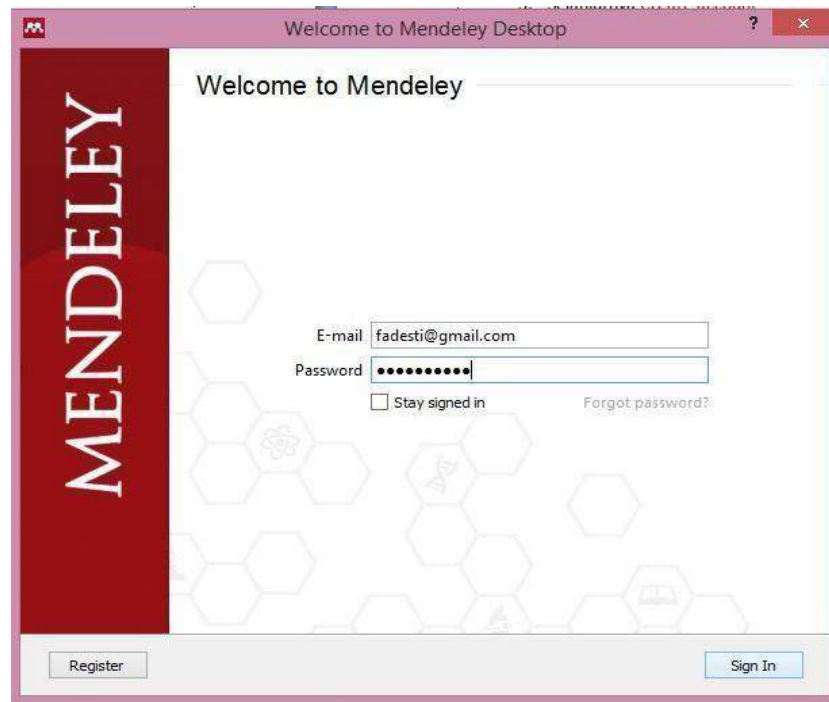 Welcome to Mendeley Desktop
?
×
MENDELEY
Welcome to Mendeley
E-mail fadesti@gmail.com
Password ••••••••••
Stay signed in Forgot password?
Register Sign In